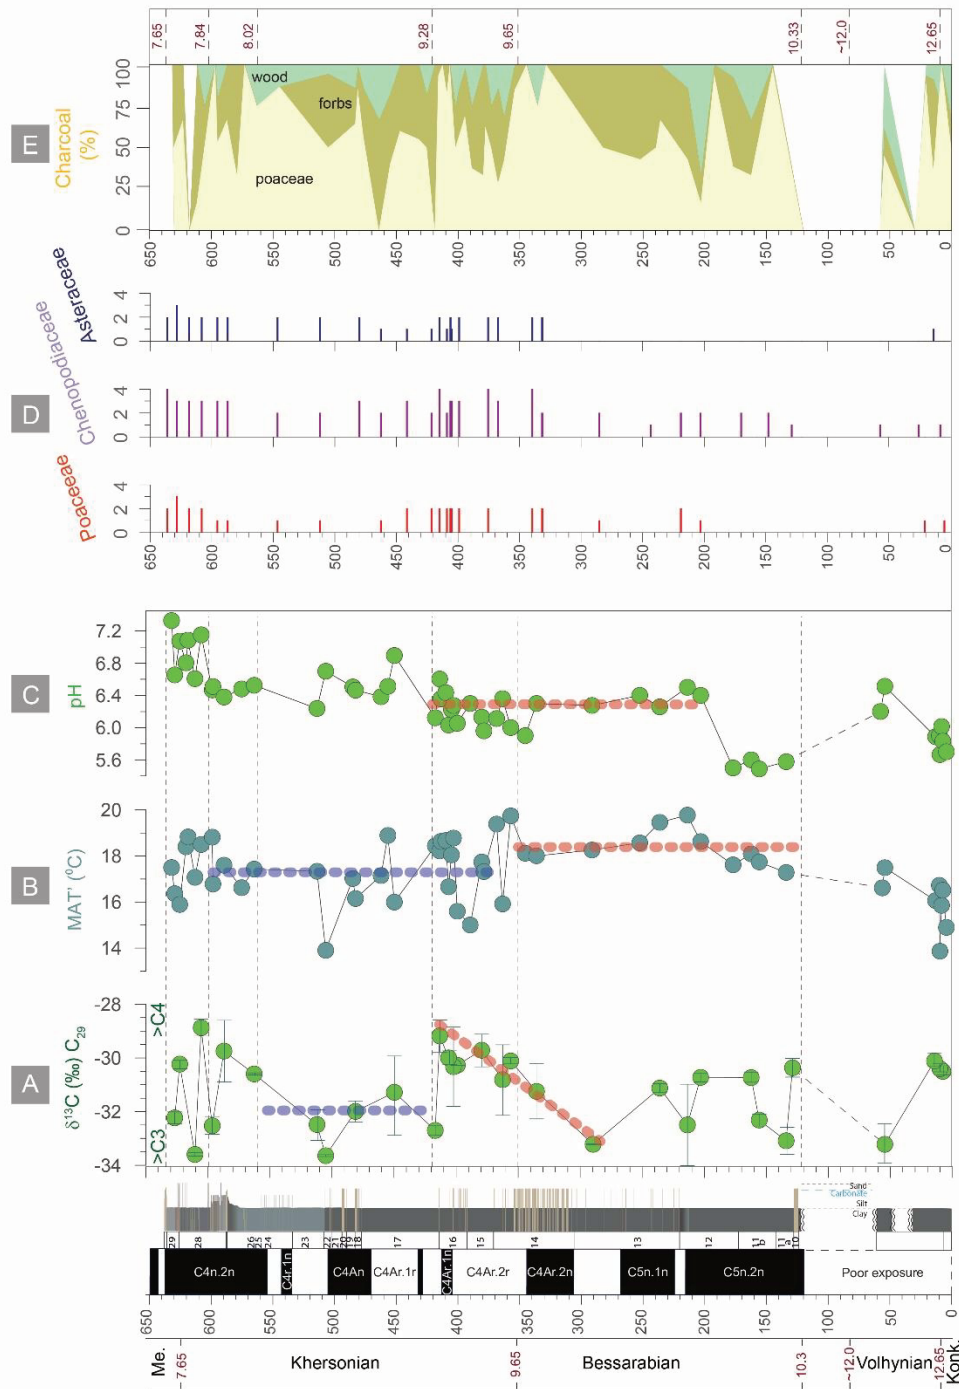 E
Charcoal
(%)
0 25 50 75 100
wood
forbs
poaceae
7.65
7.84
8.02
9.28
9.65
10.33
~12.0
12.65
650 600 550 500 450 400 350 300 250 200 150 100 50 0
D
Asteraceae
0 2 4
Chenopodiaceae
0 2 4
Poaceeae
0 2 4
650 600 550 500 450 400 350 300 250 200 150 100 50 0
C
pH
5.6 6.0 6.4 6.8 7.2
B
MAT' (⁰C)
14 16 18 20
A
δ¹³C (‰) C₂₉
-34 -32 -30 -28
>C3
>C4
Sand
Carbonate
Silt
Clay
29 28 26 25 24 23 22 21 20 19 18 17 16 15 14 13 12 11 b 11 a 10
C4n.2n
C4r.1n
C4An
C4Ar.1r
C4Ar.1n
C4Ar.2r
C4Ar.2n
C5n.1n
C5n.2n
Poor exposure
650 600 550 500 450 400 350 300 250 200 150 100 50 0
Me.
7.65
Khersonian
9.65
Bessarabian
10.3
~12.0
Volhynian
12.65
Konk.